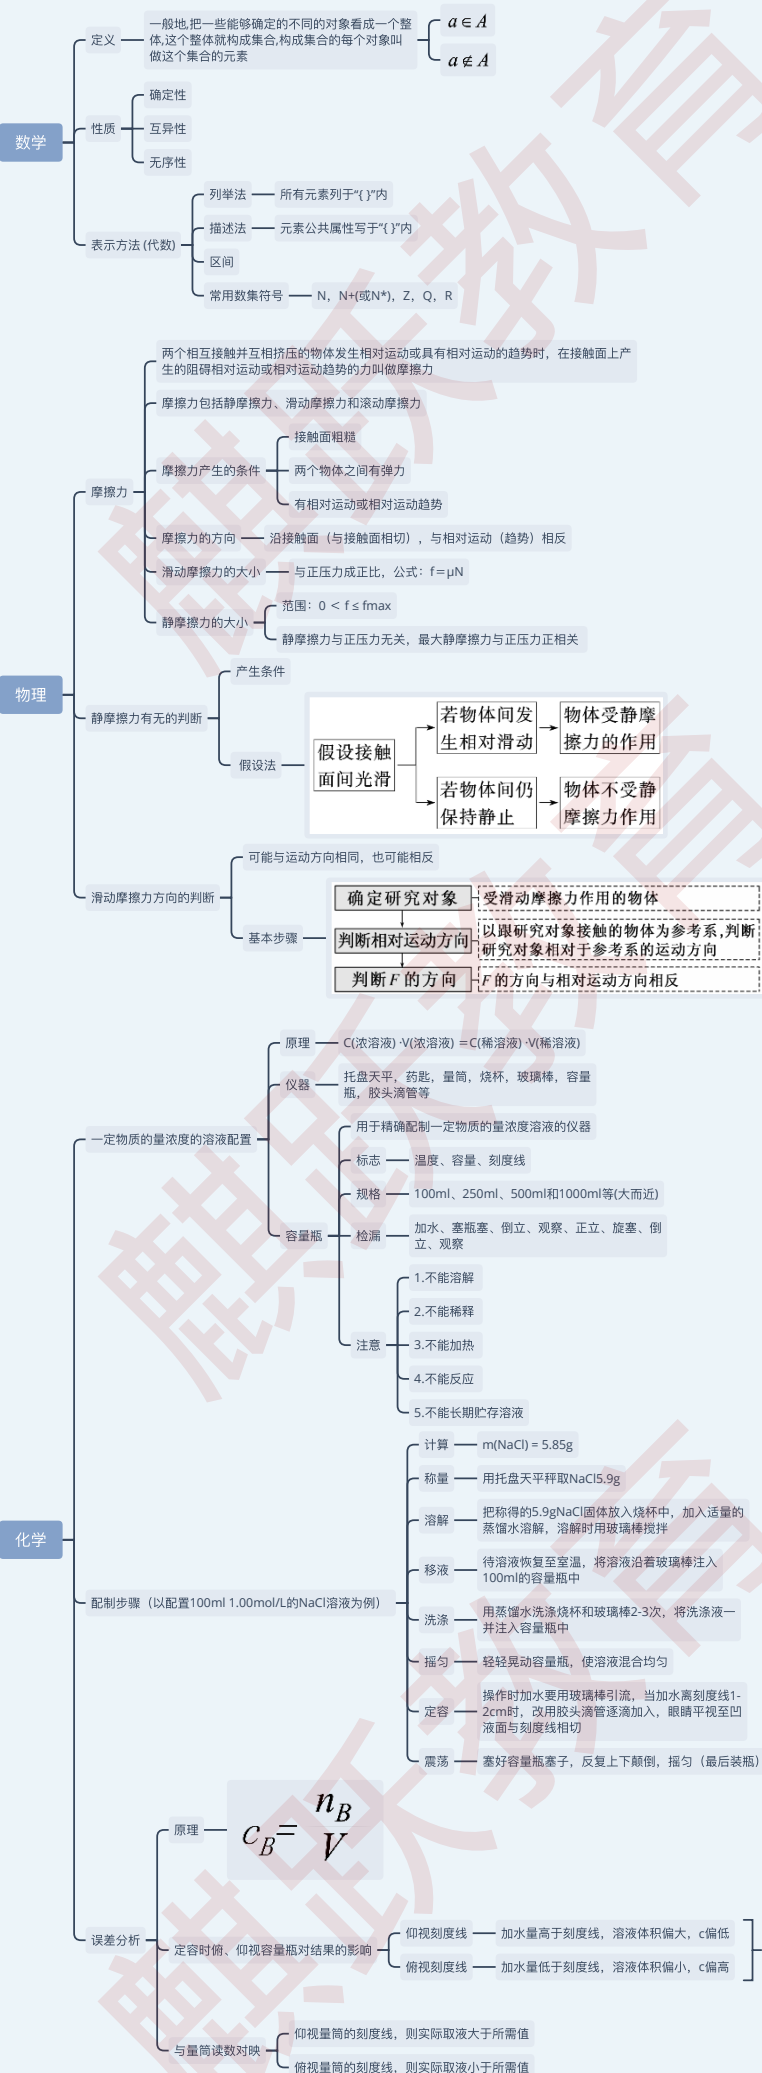 数学
定义
一般地,把一些能够确定的不同的对象看成一个整
体,这个整体就构成集合,构成集合的每个对象叫
做这个集合的元素
a ∈ A
a ∉ A
性质
确定性
互异性
无序性
表示方法 (代数)
列举法
所有元素列于“{ }”内
描述法
元素公共属性写于“{ }”内
区间
常用数集符号
N，N+(或N*)，Z，Q，R
物理
摩擦力
两个相互接触并互相挤压的物体发生相对运动或具有相对运动的趋势时，在接触面上产
生的阻碍相对运动或相对运动趋势的力叫做摩擦力
摩擦力包括静摩擦力、滑动摩擦力和滚动摩擦力
摩擦力产生的条件
接触面粗糙
两个物体之间有弹力
有相对运动或相对运动趋势
摩擦力的方向
沿接触面（与接触面相切），与相对运动（趋势）相反
滑动摩擦力的大小
与正压力成正比，公式：f＝μN
静摩擦力的大小
范围：0 ＜ f ≤ fmax
静摩擦力与正压力无关，最大静摩擦力与正压力正相关
静摩擦力有无的判断
产生条件
假设法
假设接触
面间光滑
若物体间发
生相对滑动
物体受静摩
擦力的作用
若物体间仍
保持静止
物体不受静
摩擦力作用
滑动摩擦力方向的判断
可能与运动方向相同，也可能相反
基本步骤
确定研究对象
受滑动摩擦力作用的物体
判断相对运动方向
以跟研究对象接触的物体为参考系,判断
研究对象相对于参考系的运动方向
判断F的方向
F的方向与相对运动方向相反
化学
一定物质的量浓度的溶液配置
原理
C(浓溶液) ·V(浓溶液) ＝C(稀溶液) ·V(稀溶液)
仪器
托盘天平，药匙，量筒，烧杯，玻璃棒，容量
瓶，胶头滴管等
容量瓶
用于精确配制一定物质的量浓度溶液的仪器
标志
温度、容量、刻度线
规格
100ml、250ml、500ml和1000ml等(大而近)
检漏
加水、塞瓶塞、倒立、观察、正立、旋塞、倒
立、观察
注意
1.不能溶解
2.不能稀释
3.不能加热
4.不能反应
5.不能长期贮存溶液
配制步骤（以配置100ml 1.00mol/L的NaCl溶液为例）
计算
m(NaCl) = 5.85g
称量
用托盘天平秤取NaCl5.9g
溶解
把称得的5.9gNaCl固体放入烧杯中，加入适量的
蒸馏水溶解，溶解时用玻璃棒搅拌
移液
待溶液恢复至室温，将溶液沿着玻璃棒注入
100ml的容量瓶中
洗涤
用蒸馏水洗涤烧杯和玻璃棒2-3次，将洗涤液一
并注入容量瓶中
摇匀
轻轻晃动容量瓶，使溶液混合均匀
定容
操作时加水要用玻璃棒引流，当加水离刻度线1-
2cm时，改用胶头滴管逐滴加入，眼睛平视至凹
液面与刻度线相切
震荡
塞好容量瓶塞子，反复上下颠倒，摇匀（最后装瓶）
误差分析
原理
c_B = n_B / V
定容时俯、仰视容量瓶对结果的影响
仰视刻度线
加水量高于刻度线，溶液体积偏大，c偏低
俯视刻度线
加水量低于刻度线，溶液体积偏小，c偏高
与量筒读数对映
仰视量筒的刻度线，则实际取液大于所需值
俯视量筒的刻度线，则实际取液小于所需值
麒跃教育
麒跃教育
麒跃教育